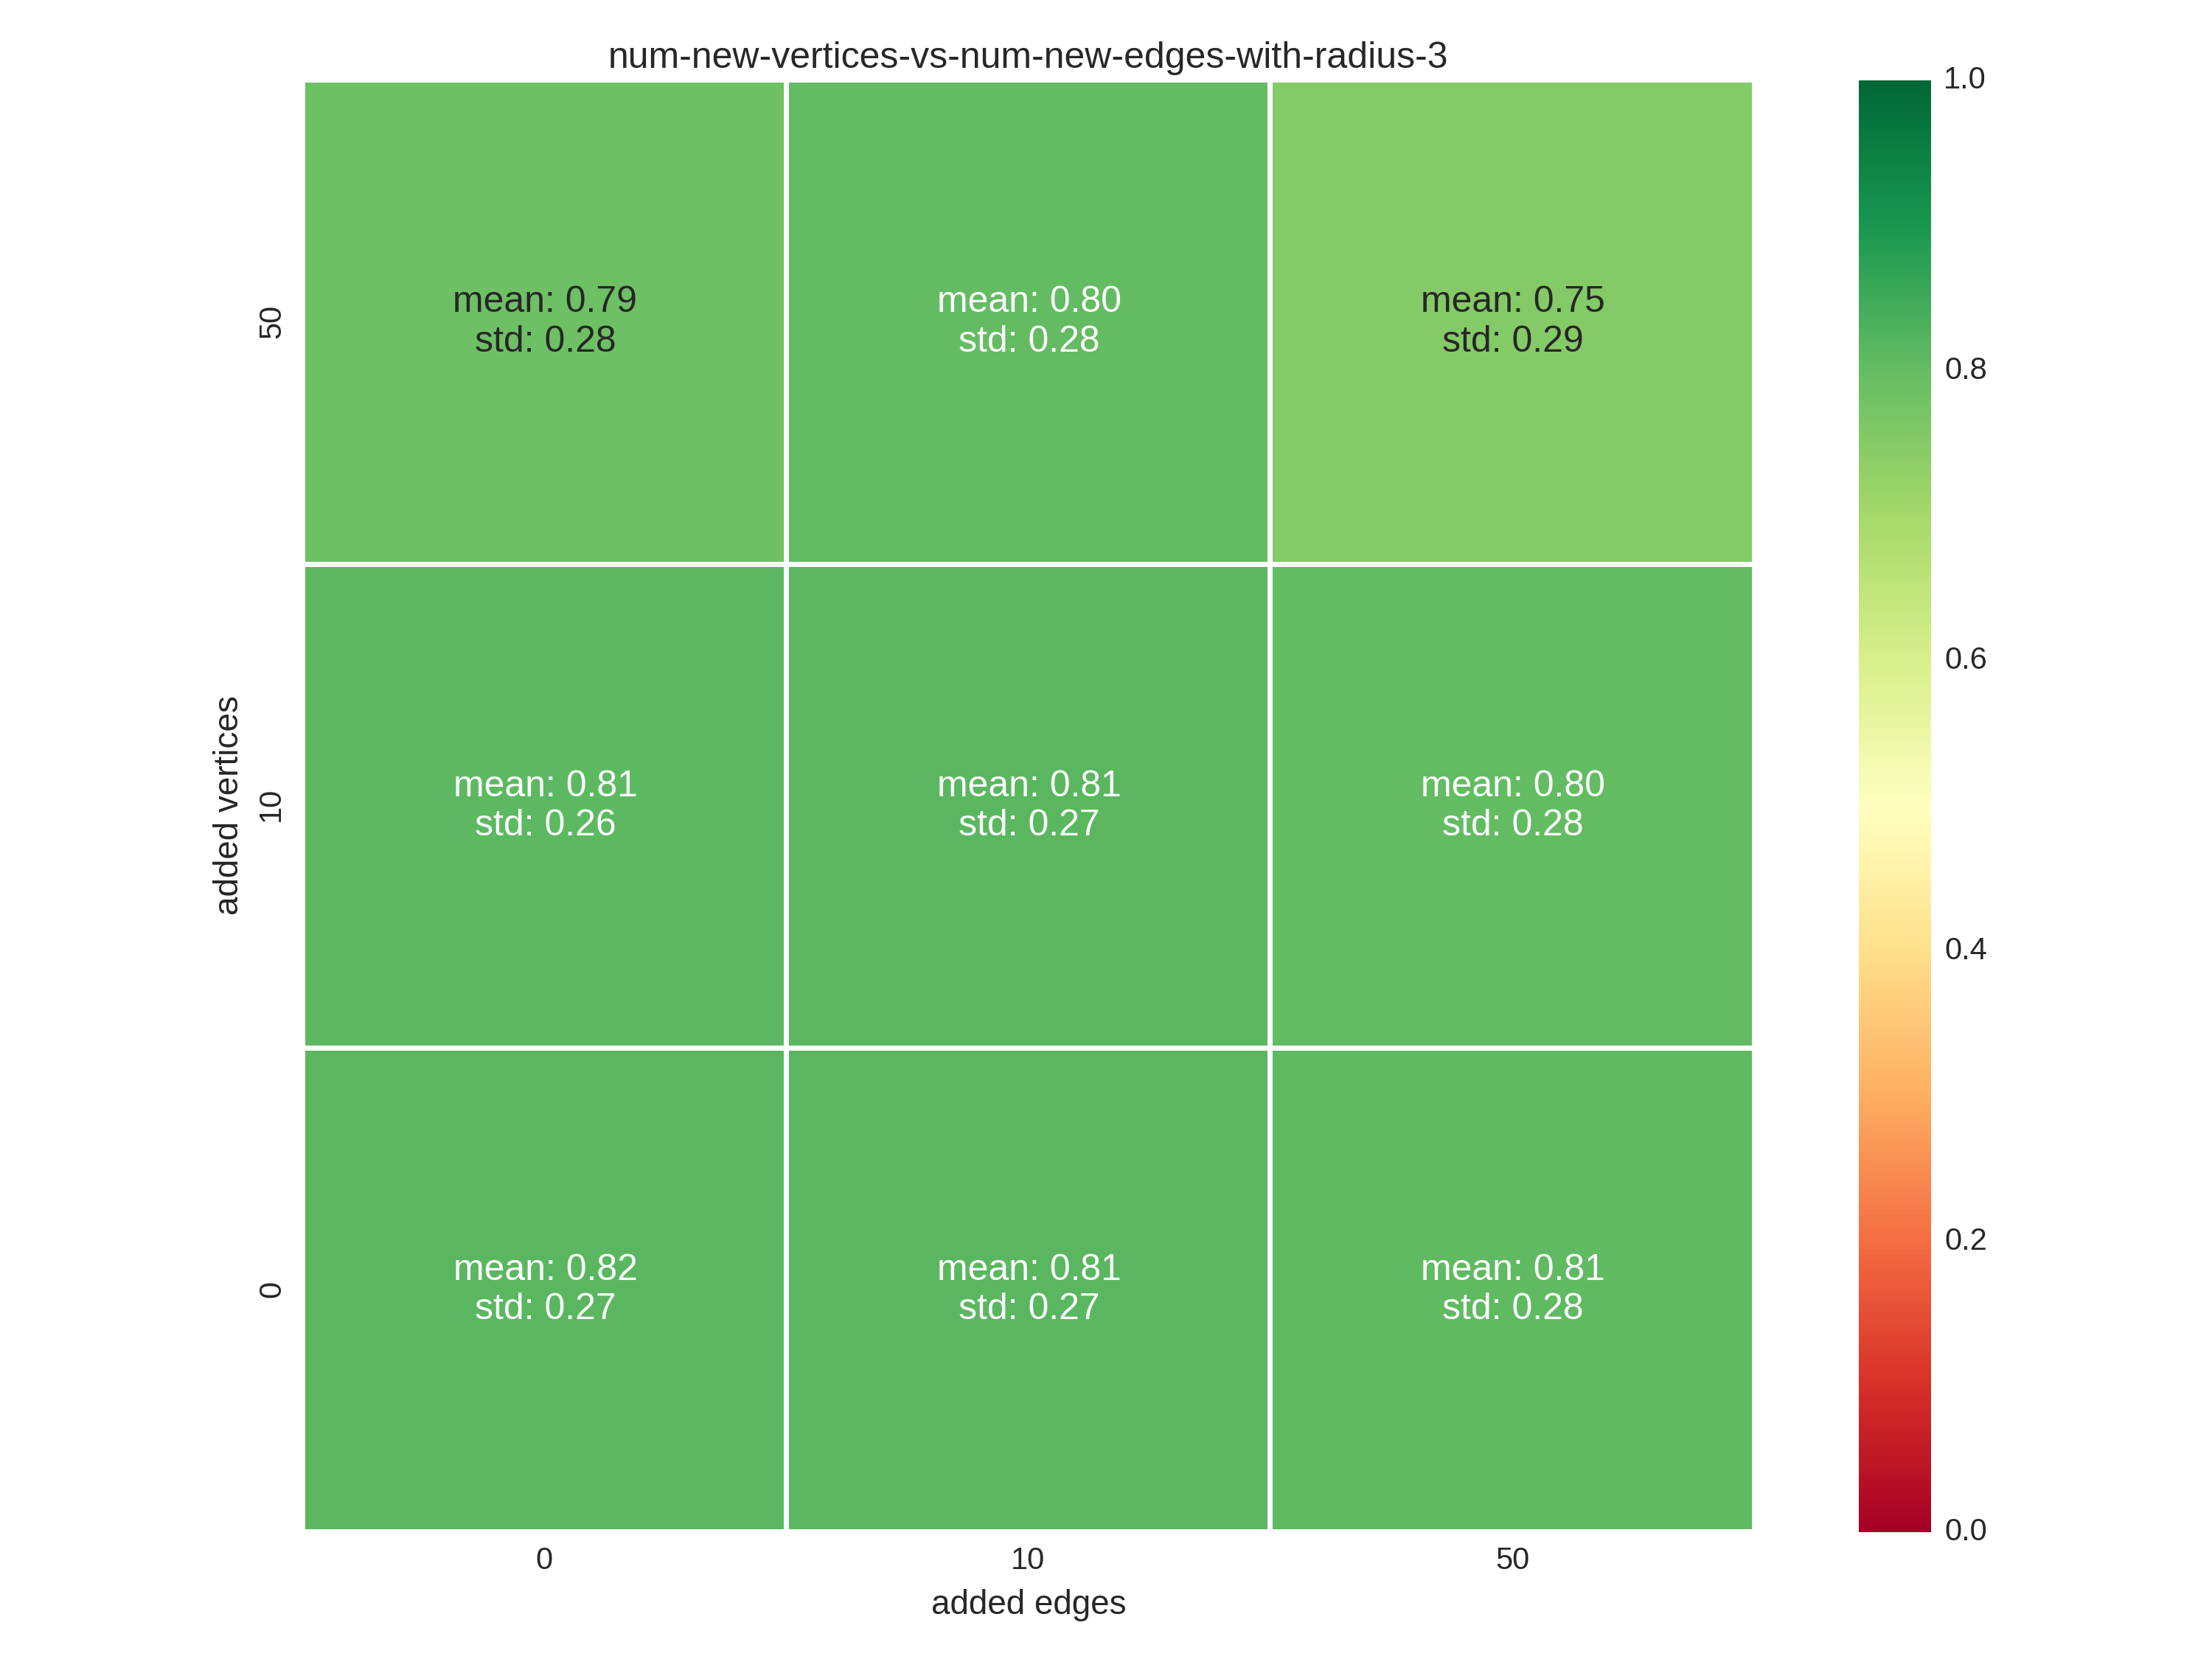 num-new-vertices-vs-num-new-edges-with-radius-3
mean: 0.79
std: 0.28
mean: 0.80
std: 0.28
mean: 0.75
std: 0.29
mean: 0.81
std: 0.26
mean: 0.81
std: 0.27
mean: 0.80
std: 0.28
mean: 0.82
std: 0.27
mean: 0.81
std: 0.27
mean: 0.81
std: 0.28
added vertices
50
10
0
0
10
50
added edges
1.0
0.8
0.6
0.4
0.2
0.0